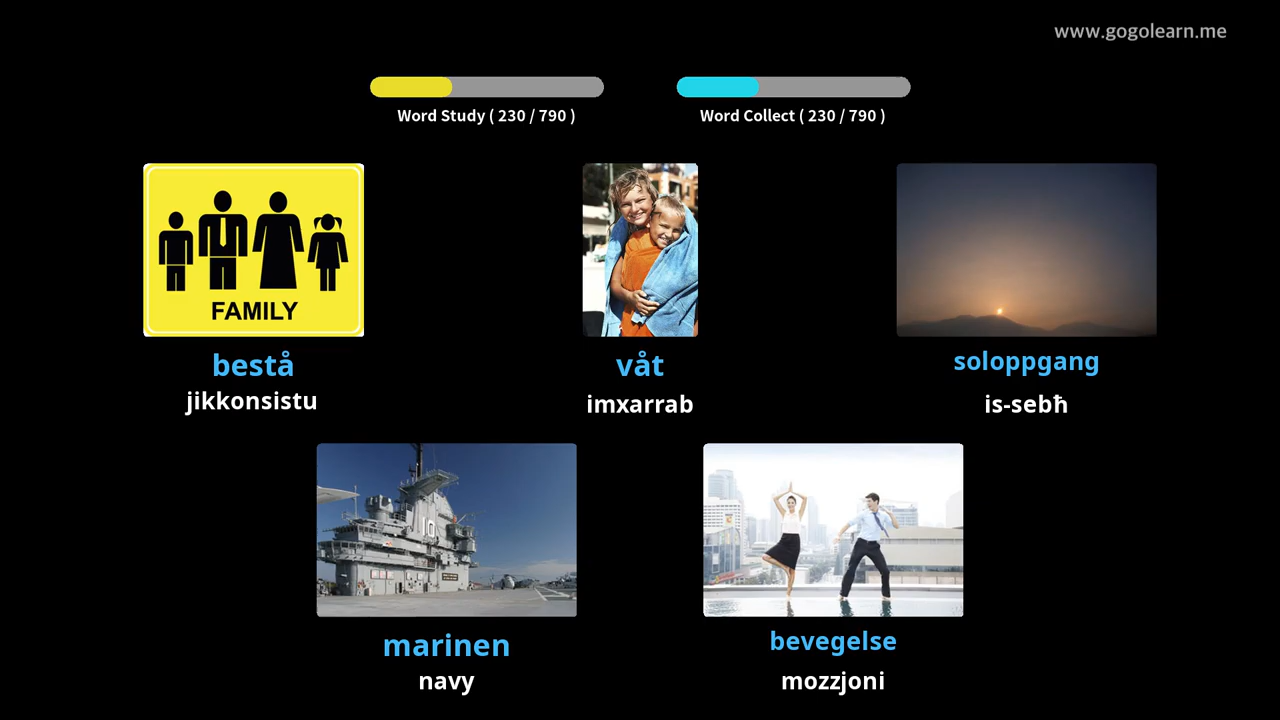 www.gogolearn.me
Word Study ( 230 / 790 )
Word Collect ( 230 / 790 )
FAMILY
bestå
jikkonsistu
våt
imxarrab
soloppgang
is-sebħ
10
marinen
navy
bevegelse
mozzjoni